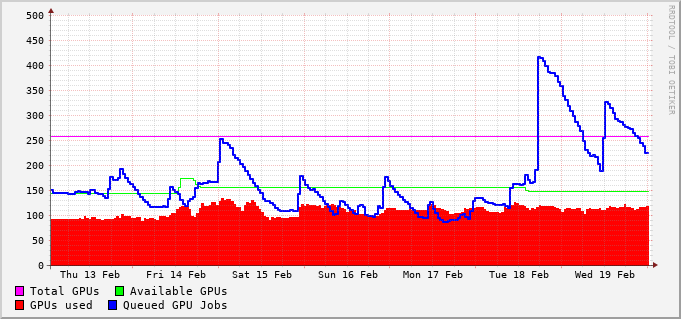 500
450
400
350
300
250
200
150
100
50
0
Thu 13 Feb Fri 14 Feb Sat 15 Feb Sun 16 Feb Mon 17 Feb Tue 18 Feb Wed 19 Feb
Total GPUs Available GPUs
GPUs used Queued GPU Jobs
RRDTOOL / TOBI OETIKER